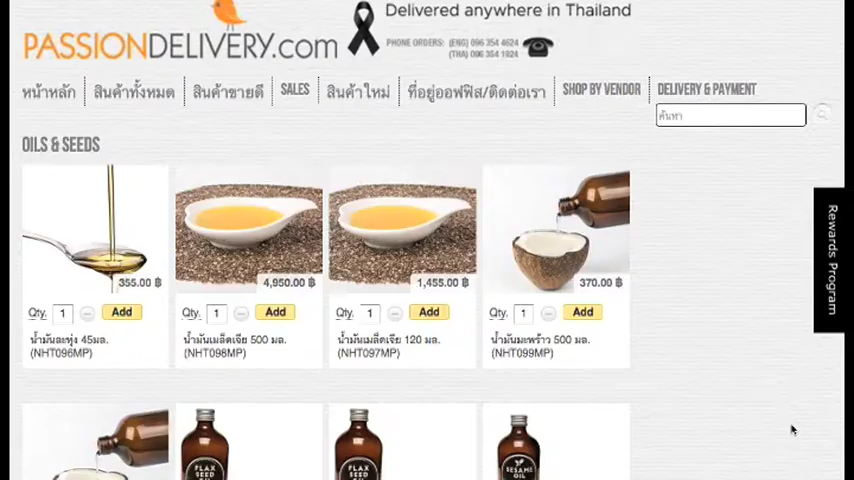 Delivered anywhere in Thailand
PASSIONDELIVERY.com
PHONE ORDERS: (ENG) 096 354 4624
(THA) 096 354 1824
หน้าหลัก
สินค้าทั้งหมด
สินค้าขายดี
SALES
สินค้าใหม่
ที่อยู่ออฟฟิส/ติดต่อเรา
SHOP BY VENDOR
DELIVERY & PAYMENT
ค้นหา
OILS & SEEDS
355.00 ฿
4,950.00 ฿
1,455.00 ฿
370.00 ฿
Qty. 1 Add
Qty. 1 Add
Qty. 1 Add
Qty. 1 Add
น้ำมันละหุ่ง 45มล.
(NHT096MP)
น้ำมันเมล็ดเจีย 500 มล.
(NHT098MP)
น้ำมันเมล็ดเจีย 120 มล.
(NHT097MP)
น้ำมันมะพร้าว 500 มล.
(NHT099MP)
Rewards Program
FLAX
SEED
OIL
FLAX
SEED
OIL
SESAME
OIL